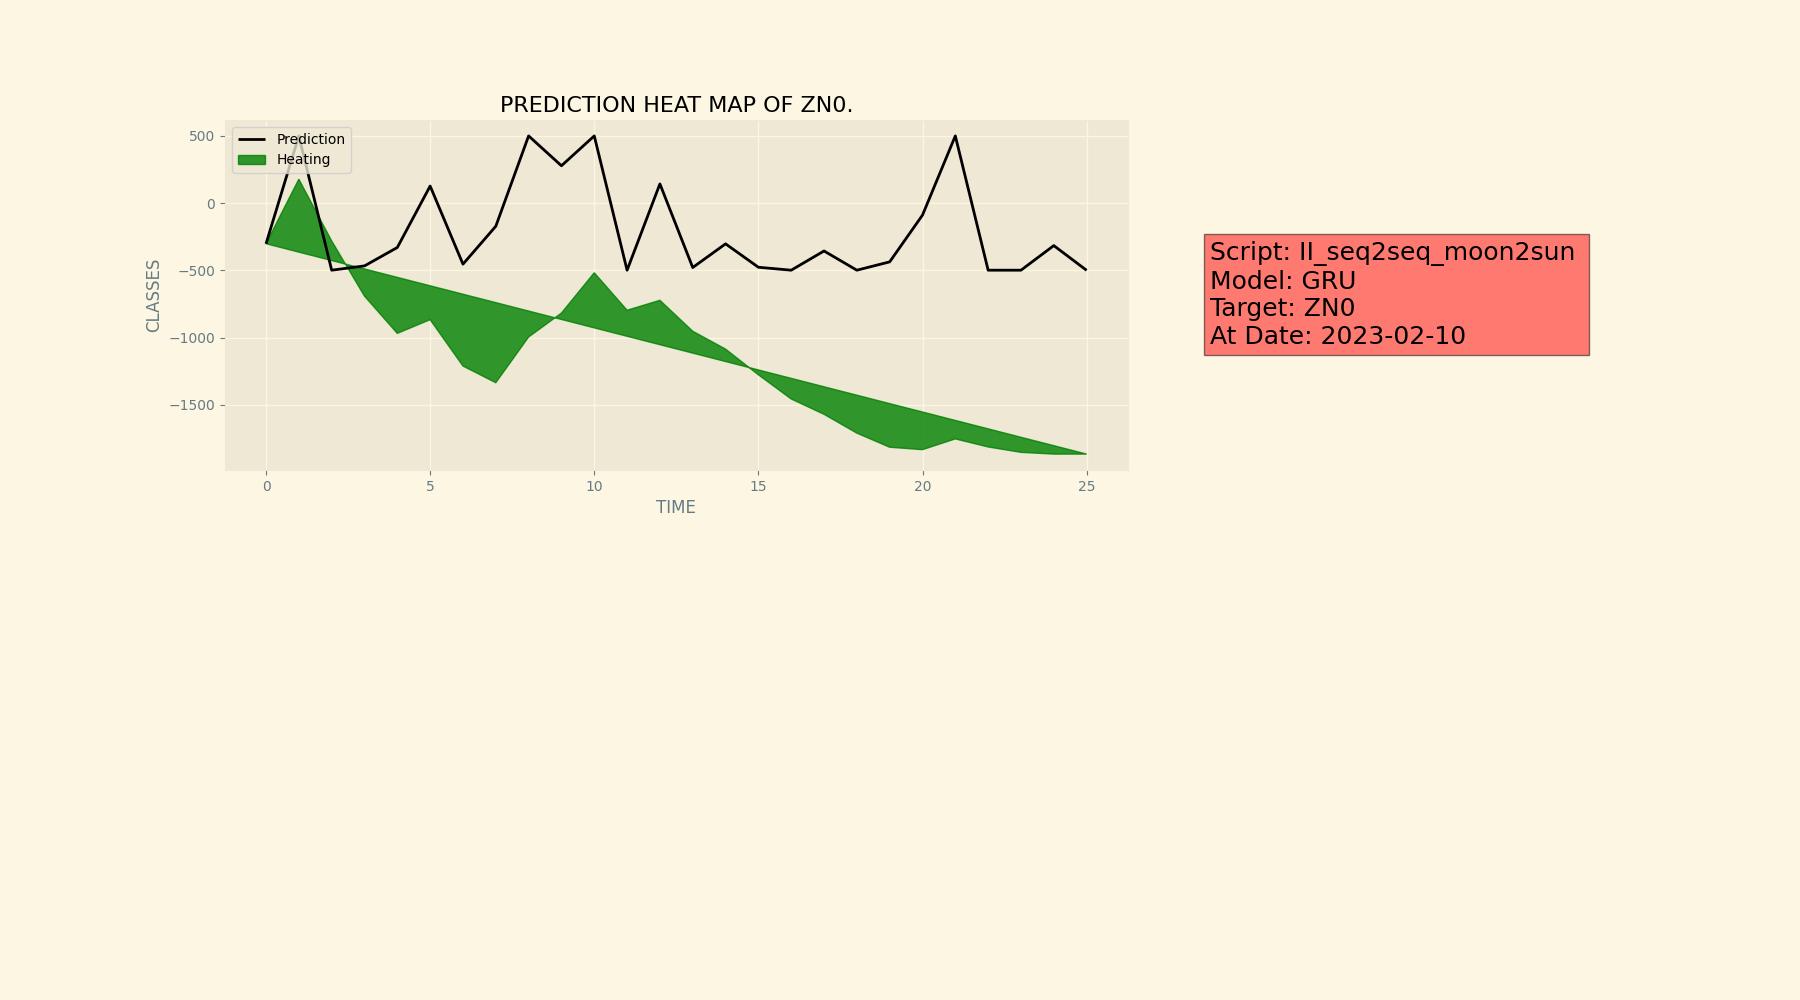 PREDICTION HEAT MAP OF ZN0.
Prediction
Heating
500
0
−500
−1000
−1500
CLASSES
0 5 10 15 20 25
TIME
Script: II_seq2seq_moon2sun
Model: GRU
Target: ZN0
At Date: 2023-02-10